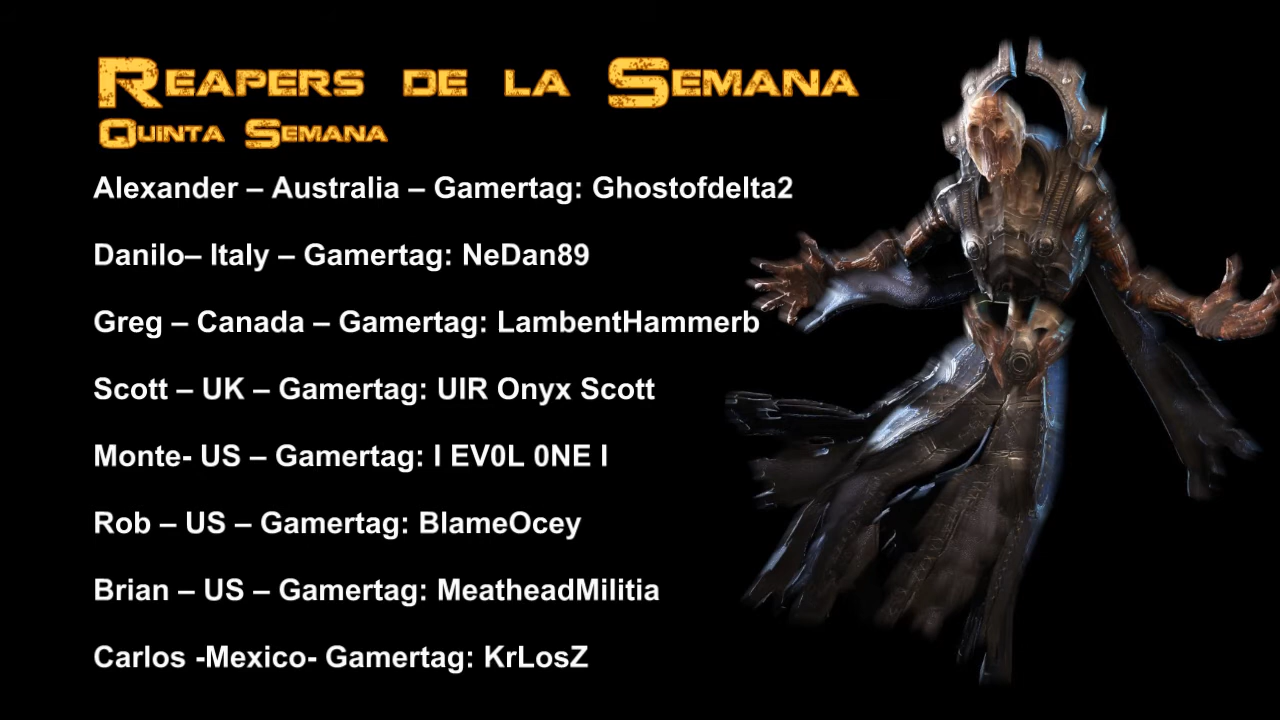 Reapers de la Semana
Quinta Semana
Alexander – Australia – Gamertag: Ghostofdelta2
Danilo– Italy – Gamertag: NeDan89
Greg – Canada – Gamertag: LambentHammerb
Scott – UK – Gamertag: UIR Onyx Scott
Monte- US – Gamertag: I EV0L 0NE I
Rob – US – Gamertag: BlameOcey
Brian – US – Gamertag: MeatheadMilitia
Carlos -Mexico- Gamertag: KrLosZ